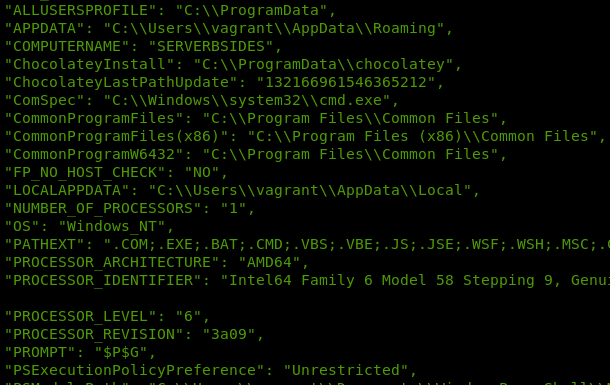 "ALLUSERSPROFILE": "C:\\ProgramData",
"APPDATA": "C:\\Users\\vagrant\\AppData\\Roaming",
"COMPUTERNAME": "SERVERBSIDES",
"ChocolateyInstall": "C:\\ProgramData\\chocolatey",
"ChocolateyLastPathUpdate": "132166961546365212",
"ComSpec": "C:\\Windows\\system32\\cmd.exe",
"CommonProgramFiles": "C:\\Program Files\\Common Files",
"CommonProgramFiles(x86)": "C:\\Program Files (x86)\\Common Files",
"CommonProgramW6432": "C:\\Program Files\\Common Files",
"FP_NO_HOST_CHECK": "NO",
"LOCALAPPDATA": "C:\\Users\\vagrant\\AppData\\Local",
"NUMBER_OF_PROCESSORS": "1",
"OS": "Windows_NT",
"PATHEXT": ".COM;.EXE;.BAT;.CMD;.VBS;.VBE;.JS;.JSE;.WSF;.WSH;.MSC;.
"PROCESSOR_ARCHITECTURE": "AMD64",
"PROCESSOR_IDENTIFIER": "Intel64 Family 6 Model 58 Stepping 9, Genu
"PROCESSOR_LEVEL": "6",
"PROCESSOR_REVISION": "3a09",
"PROMPT": "$P$G",
"PSExecutionPolicyPreference": "Unrestricted",